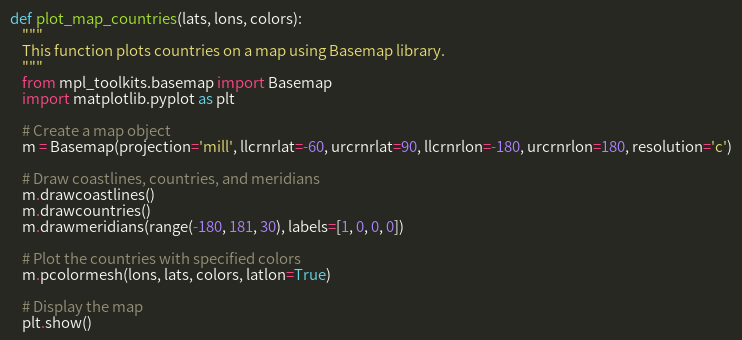 def plot_map_countries(lats, lons, colors):
    """
    This function plots countries on a map using Basemap library.
    """
    from mpl_toolkits.basemap import Basemap
    import matplotlib.pyplot as plt

    # Create a map object
    m = Basemap(projection='mill', llcrnrlat=-60, urcrnrlat=90, llcrnrlon=-180, urcrnrlon=180, resolution='c')

    # Draw coastlines, countries, and meridians
    m.drawcoastlines()
    m.drawcountries()
    m.drawmeridians(range(-180, 181, 30), labels=[1, 0, 0, 0])

    # Plot the countries with specified colors
    m.pcolormesh(lons, lats, colors, latlon=True)

    # Display the map
    plt.show()